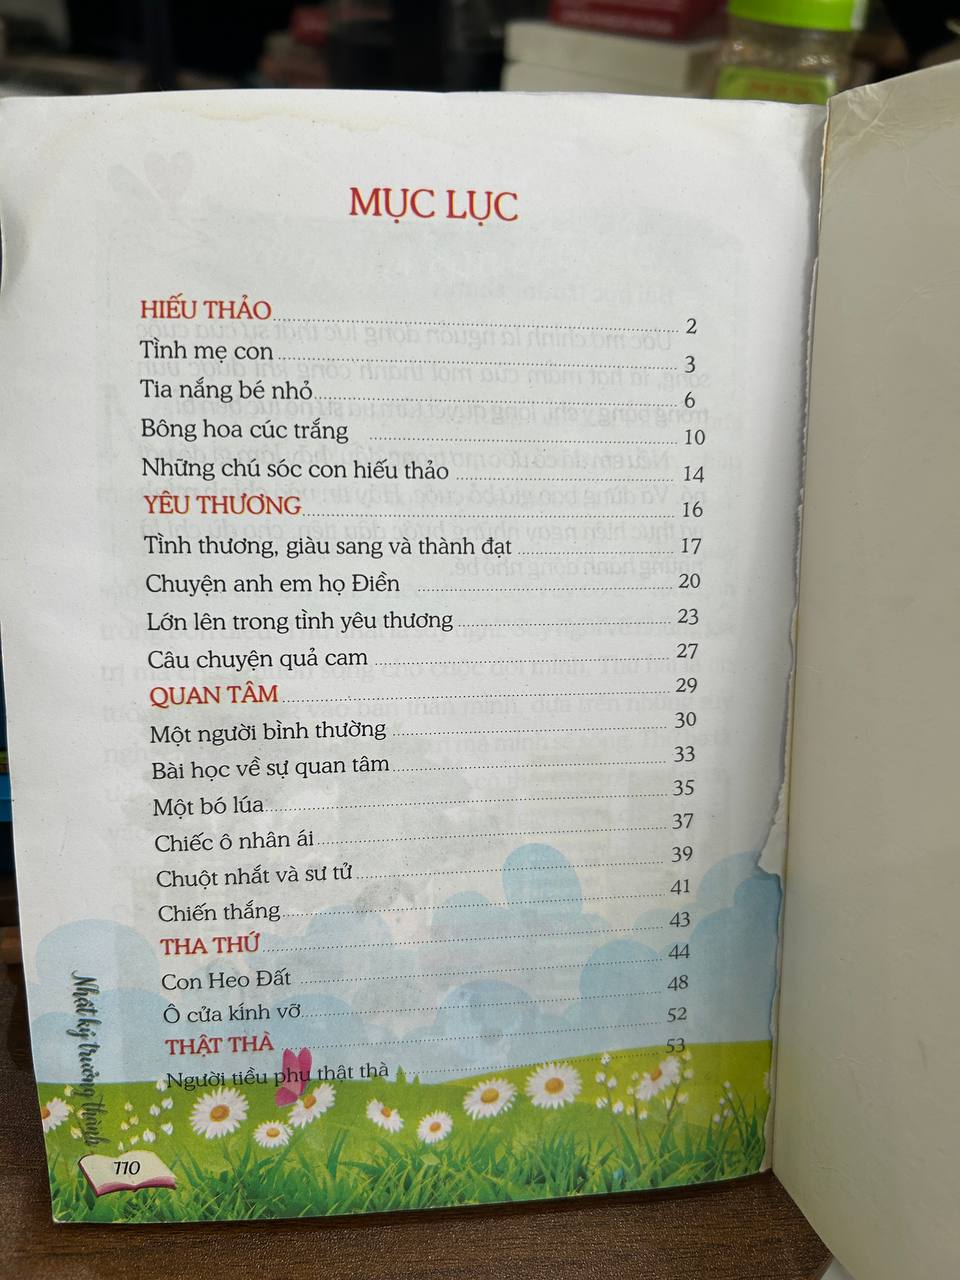 MỤC LỤC
HIẾU THẢO 2
Tình mẹ con 3
Tia nắng bé nhỏ 6
Bông hoa cúc trắng 10
Những chú sóc con hiếu thảo 14
YÊU THƯƠNG 16
Tình thương, giàu sang và thành đạt 17
Chuyện anh em họ Điền 20
Lớn lên trong tình yêu thương 23
Câu chuyện quả cam 27
QUAN TÂM 29
Một người bình thường 30
Bài học về sự quan tâm 33
Một bó lúa 35
Chiếc ô nhân ái 37
Chuột nhắt và sư tử 39
Chiến thắng 41
THA THỨ 43
Con Heo Đất 44
Ô cửa kính vỡ 48
THẬT THÀ 52
Người tiều phu thật thà 53
Nhật ký trưởng thành
110